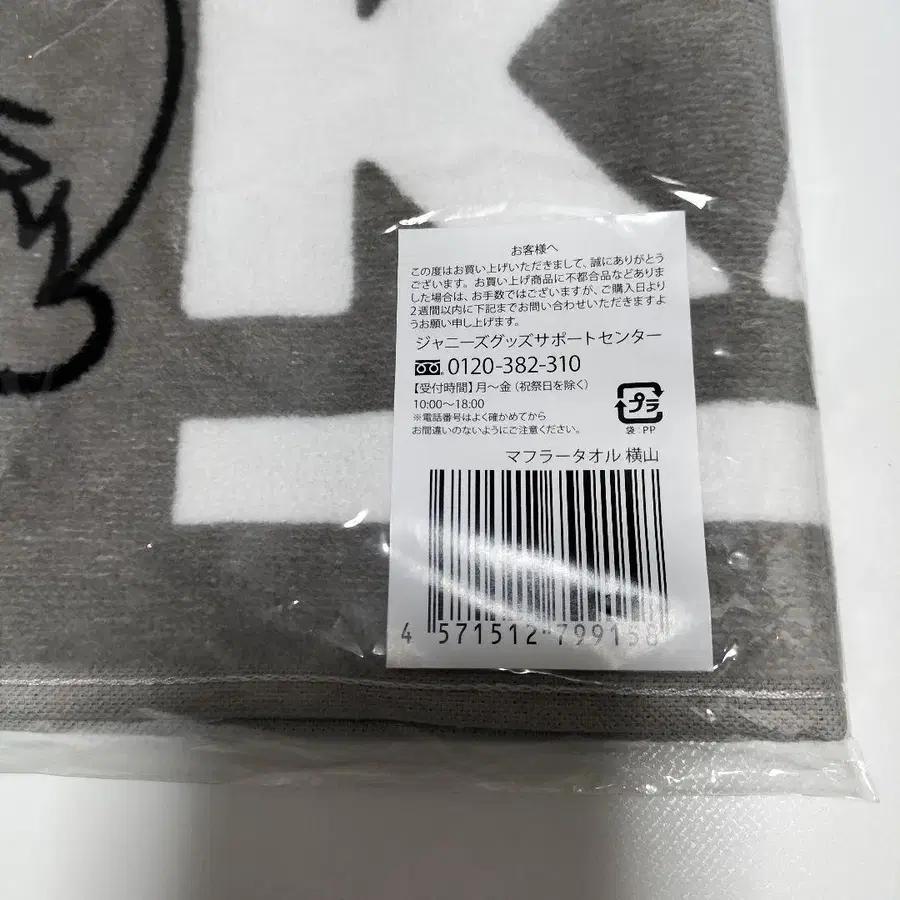 K
お客様へ
この度はお買い上げいただきまして、誠にありがとう
ございます。お買い上げ商品に不都合品などありま
した場合は、お手数ではございますが、ご購入日より
2週間以内に下記までお問い合わせいただきますよ
うお願い申し上げます。
ジャニーズグッズサポートセンター
0120-382-310
【受付時間】月～金（祝祭日を除く）
10:00～18:00
※電話番号はよく確かめてから
お間違いのないようにご注意ください。
プラ
袋:PP
マフラータオル 横山
4 571512 799138